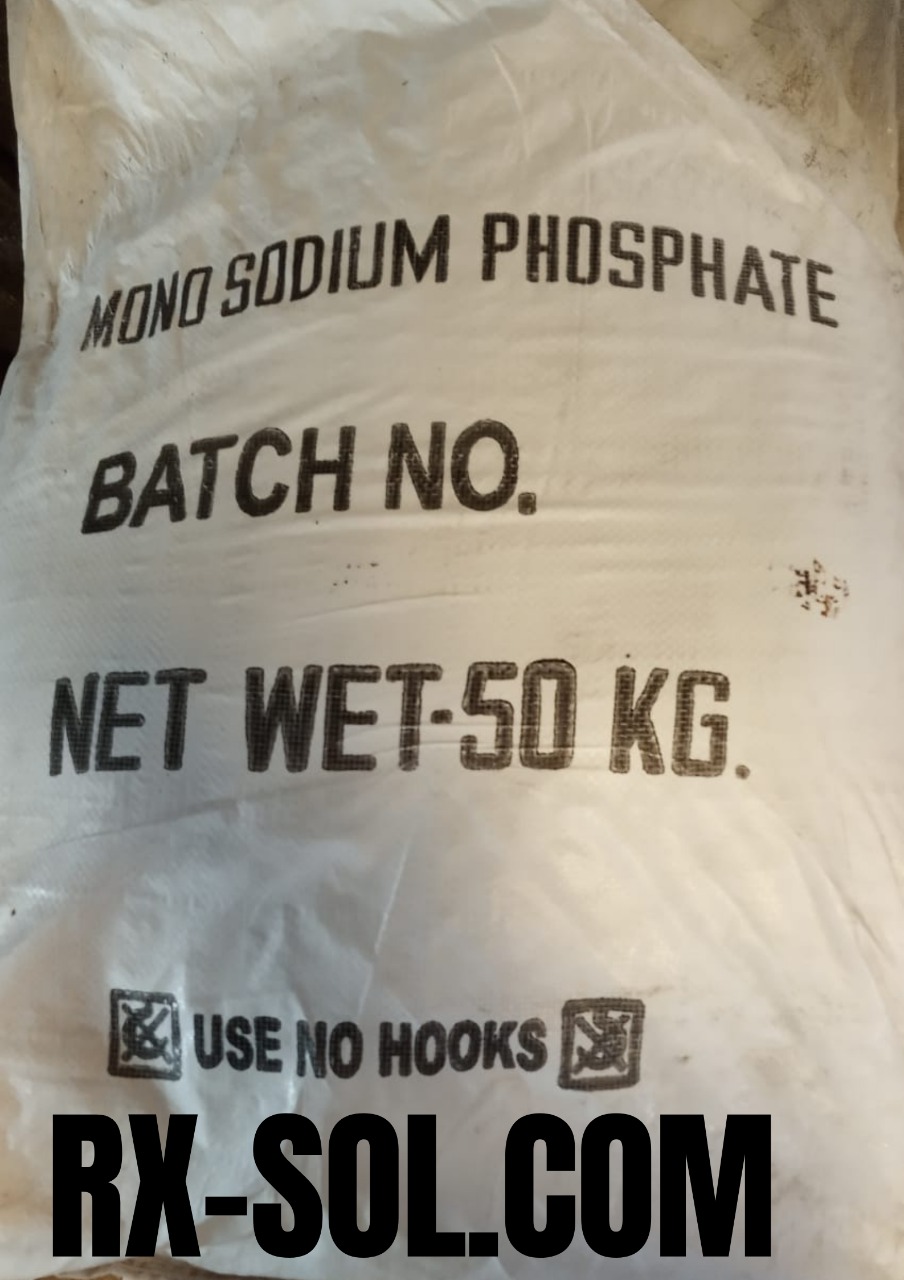 MONO SODIUM PHOSPHATE
BATCH NO.
NET WET-50 KG.
USE NO HOOKS
RX-SOL.COM